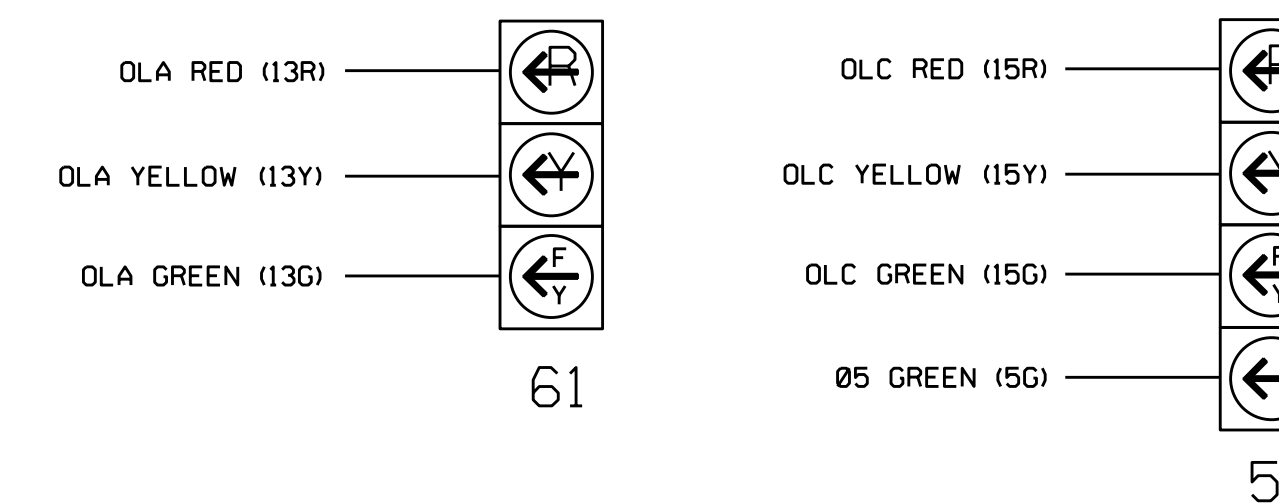 OLA RED (13R)
R
OLA YELLOW (13Y)
Y
OLA GREEN (13G)
F
Y
61
OLC RED (15R)
OLC YELLOW (15Y)
OLC GREEN (15G)
Ø5 GREEN (5G)
5